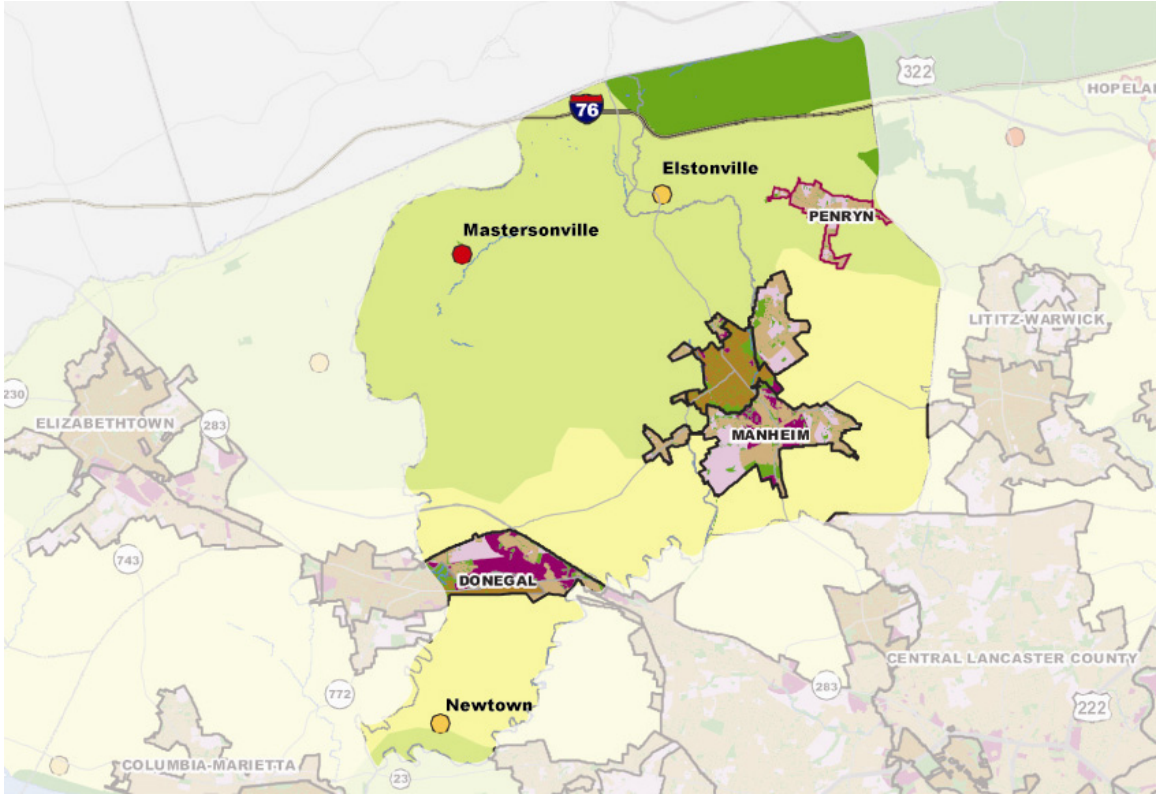 322
HOPELAN
76
Elstonville
PENRYN
Mastersonville
LITITZ-WARWICK
230
ELIZABETHTOWN
283
MANHEIM
743
DONEGAL
CENTRAL LANCASTER COUNTY
772
283
Newtown
222
COLUMBIA-MARIETTA
23